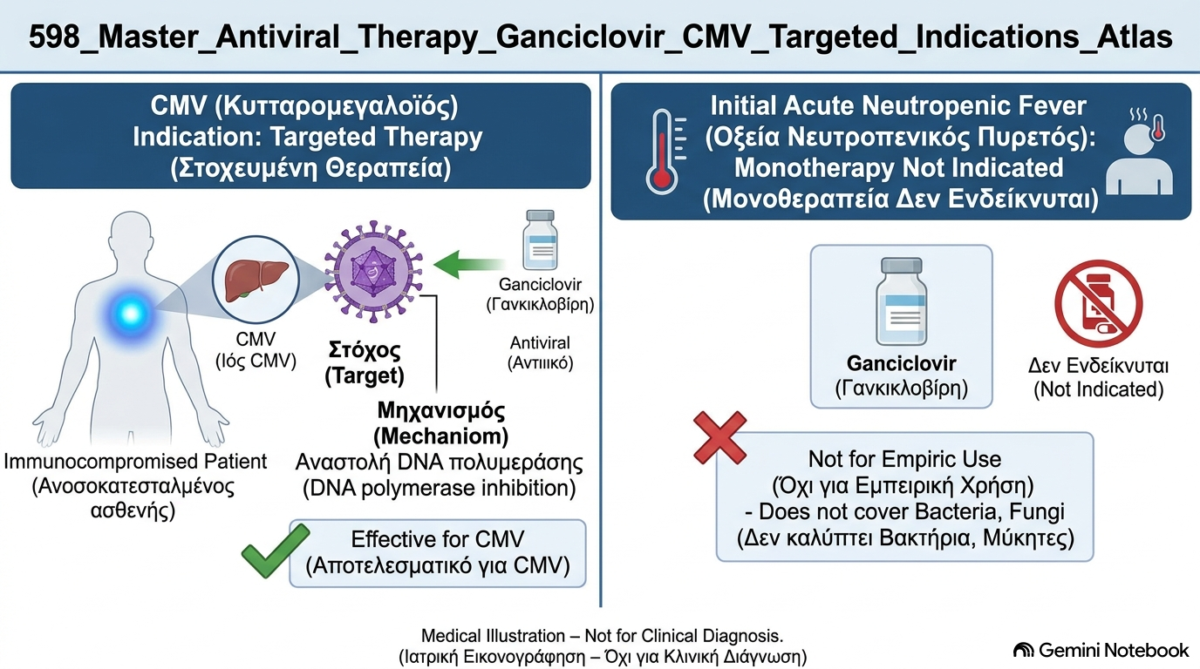 598_Master_Antiviral_Therapy_Ganciclovir_CMV_Targeted_Indications_Atlas
CMV (Κυτταρομεγαλοϊός)
Indication: Targeted Therapy
(Στοχευμένη Θεραπεία)
CMV
(Ιός CMV)
Στόχος
(Target)
Ganciclovir
(Γανκικλοβίρη)
Antiviral
(Αντιιικό)
Μηχανισμός
(Mechaniom)
Αναστολή DNA πολυμεράσης
(DNA polymerase inhibition)
Immunocompromised Patient
(Ανοσοκατεσταλμένος
ασθενής)
Effective for CMV
(Αποτελεσματικό για CMV)
Initial Acute Neutropenic Fever
(Οξεία Νευτροπενικός Πυρετός):
Monotherapy Not Indicated
(Μονοθεραπεία Δεν Ενδείκνυται)
Ganciclovir
(Γανκικλοβίρη)
Δεν Ενδείκνυται
(Not Indicated)
Not for Empiric Use
(Όχι για Εμπειρική Χρήση)
- Does not cover Bacteria, Fungi
(Δεν καλύπτει Βακτήρια, Μύκητες)
Medical Illustration – Not for Clinical Diagnosis.
(Ιατρική Εικονογράφηση – Όχι για Κλινική Διάγνωση)
Gemini Notebook